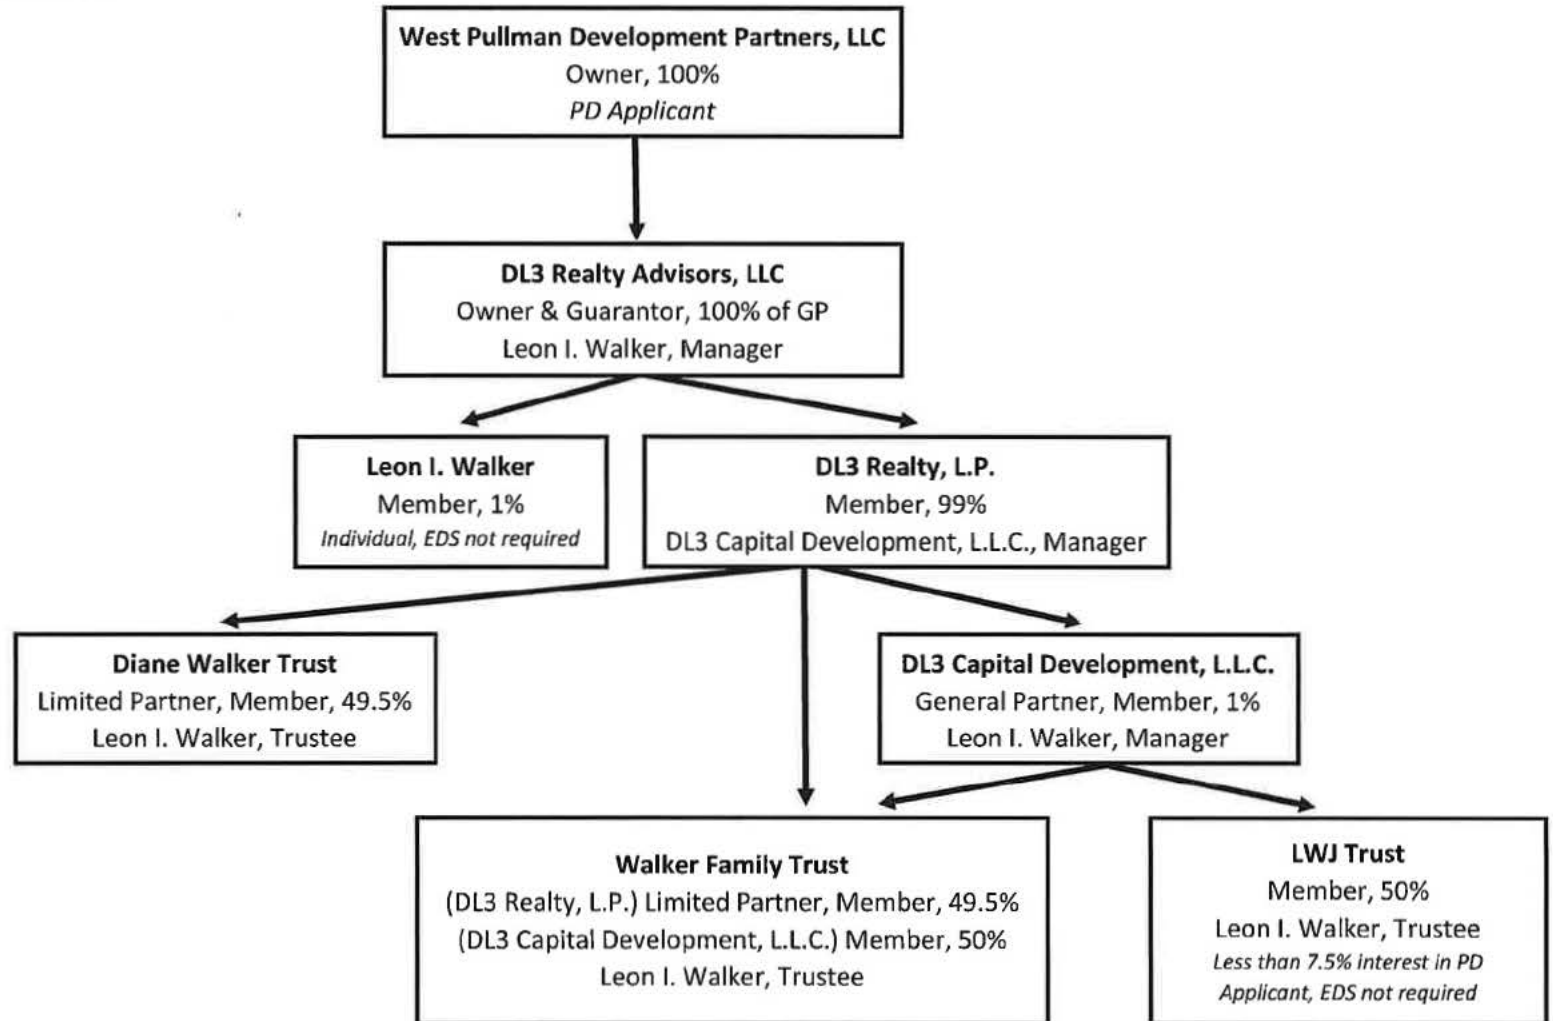 West Pullman Development Partners, LLC
Owner, 100%
PD Applicant
DL3 Realty Advisors, LLC
Owner & Guarantor, 100% of GP
Leon I. Walker, Manager
Leon I. Walker
Member, 1%
Individual, EDS not required
DL3 Realty, L.P.
Member, 99%
DL3 Capital Development, L.L.C., Manager
Diane Walker Trust
Limited Partner, Member, 49.5%
Leon I. Walker, Trustee
DL3 Capital Development, L.L.C.
General Partner, Member, 1%
Leon I. Walker, Manager
Walker Family Trust
(DL3 Realty, L.P.) Limited Partner, Member, 49.5%
(DL3 Capital Development, L.L.C.) Member, 50%
Leon I. Walker, Trustee
LWJ Trust
Member, 50%
Leon I. Walker, Trustee
Less than 7.5% interest in PD
Applicant, EDS not required